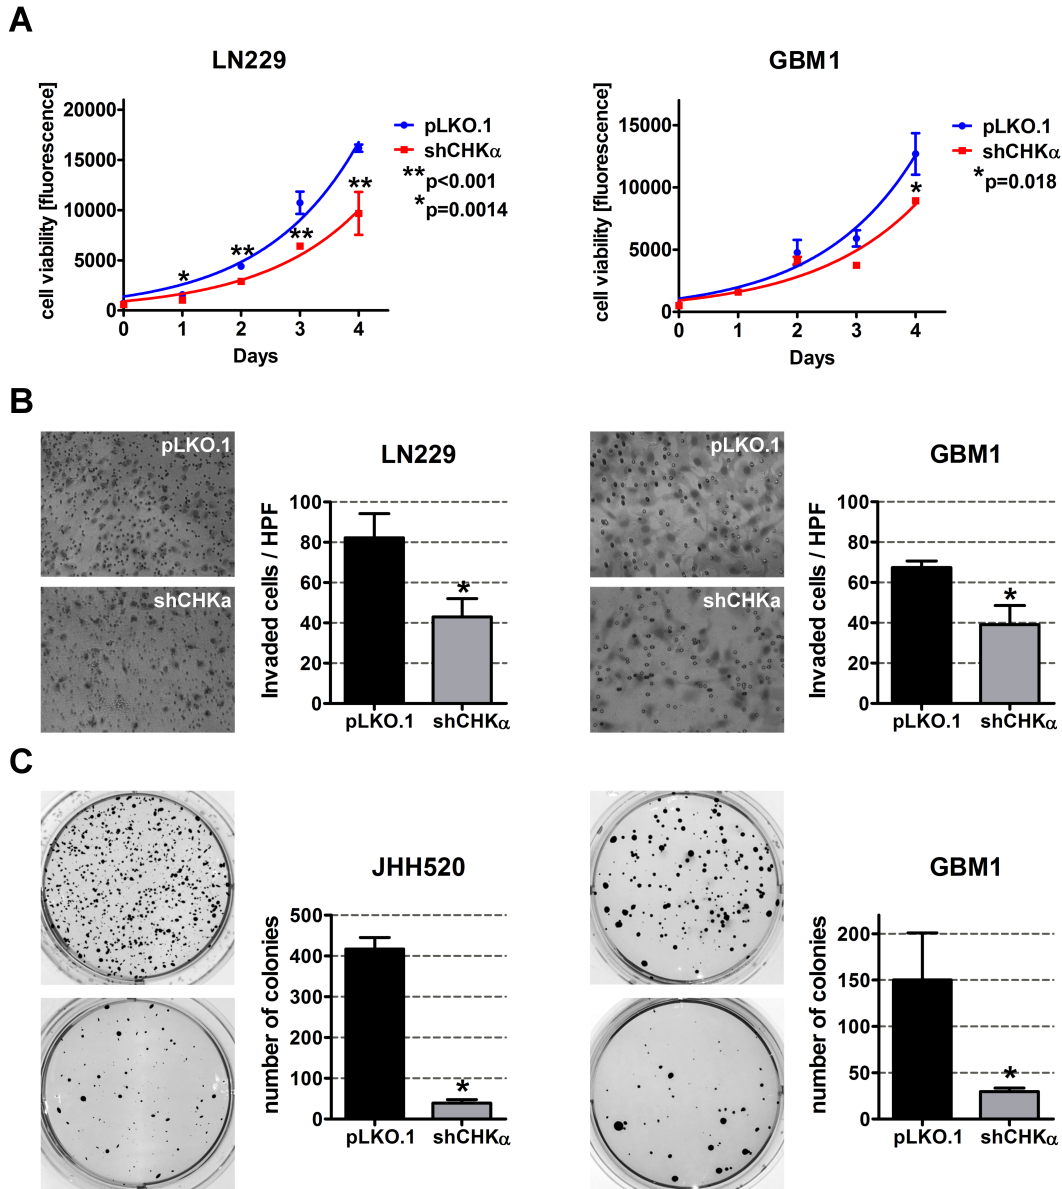 A
LN229
cell viability [fluorescence]
20000
15000
10000
5000
0
0 1 2 3 4
Days
* ** ** **
pLKO.1
shCHKα
**p<0.001
*p=0.0014
GBM1
cell viability [fluorescence]
15000
10000
5000
0
0 1 2 3 4
Days
*
pLKO.1
shCHKα
*p=0.018
B
pLKO.1
shCHKa
LN229
Invaded cells / HPF
100
80
60
40
20
0
*
pLKO.1 shCHKα
pLKO.1
shCHKa
GBM1
Invaded cells / HPF
100
80
60
40
20
0
*
pLKO.1 shCHKα
C
JHH520
number of colonies
500
400
300
200
100
0
*
pLKO.1 shCHKα
GBM1
number of colonies
200
150
100
50
0
*
pLKO.1 shCHKα